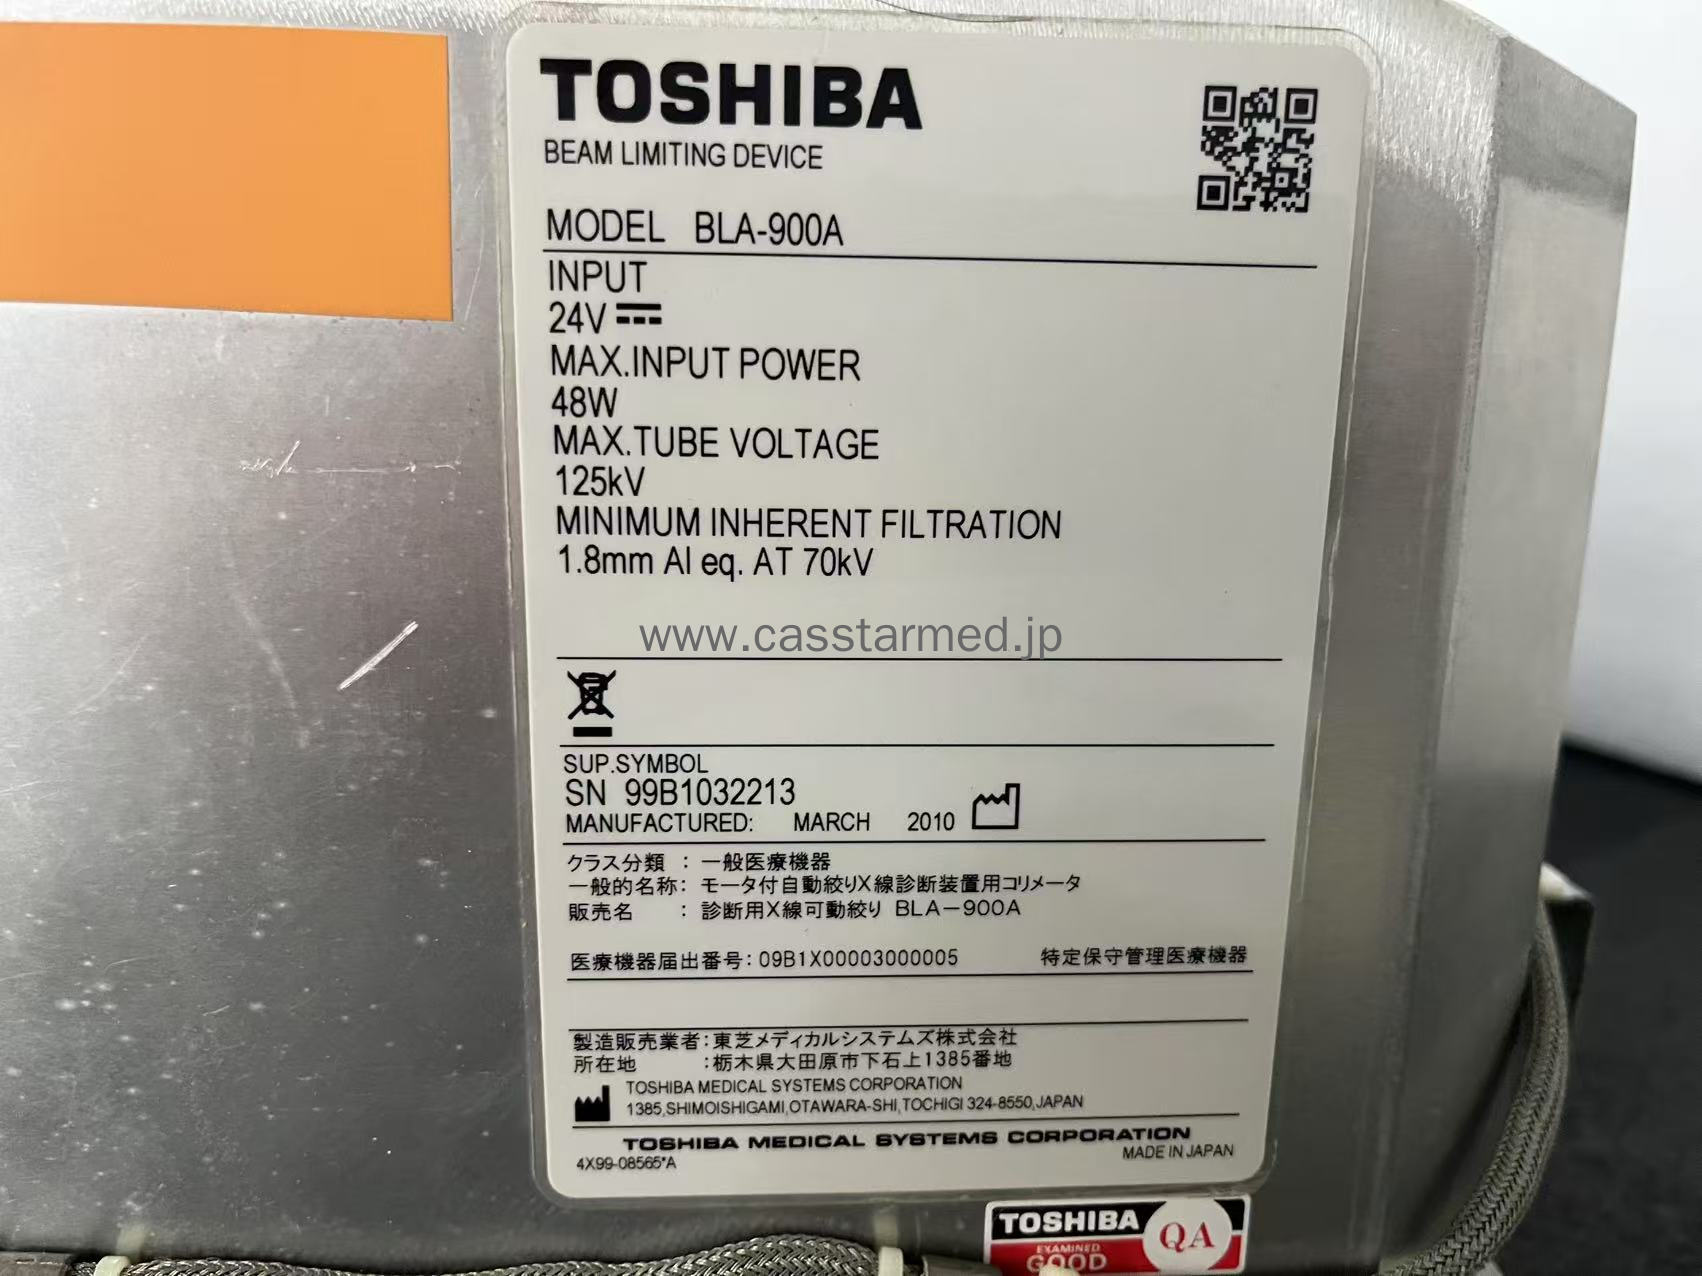 TOSHIBA
BEAM LIMITING DEVICE
MODEL BLA-900A
INPUT
24V
MAX.INPUT POWER
48W
MAX.TUBE VOLTAGE
125kV
MINIMUM INHERENT FILTRATION
1.8mm Al eq. AT 70kV
www.casstarmed.jp
SUP.SYMBOL
SN 99B1032213
MANUFACTURED: MARCH 2010
クラス分類 : 一般医療機器
一般的名称: モータ付自動絞りX線診断装置用コリメータ
販売名 : 診断用X線可動絞り BLA-900A
医療機器届出番号: 09B1X00003000005 特定保守管理医療機器
製造販売業者:東芝メディカルシステムズ株式会社
所在地 :栃木県大田原市下石上1385番地
TOSHIBA MEDICAL SYSTEMS CORPORATION
1385,SHIMOISHIGAMI,OTAWARA-SHI,TOCHIGI 324-8550,JAPAN
TOSHIBA MEDICAL SYSTEMS CORPORATION
4X99-08565*A MADE IN JAPAN
TOSHIBA QA
EXAMINED
GOOD